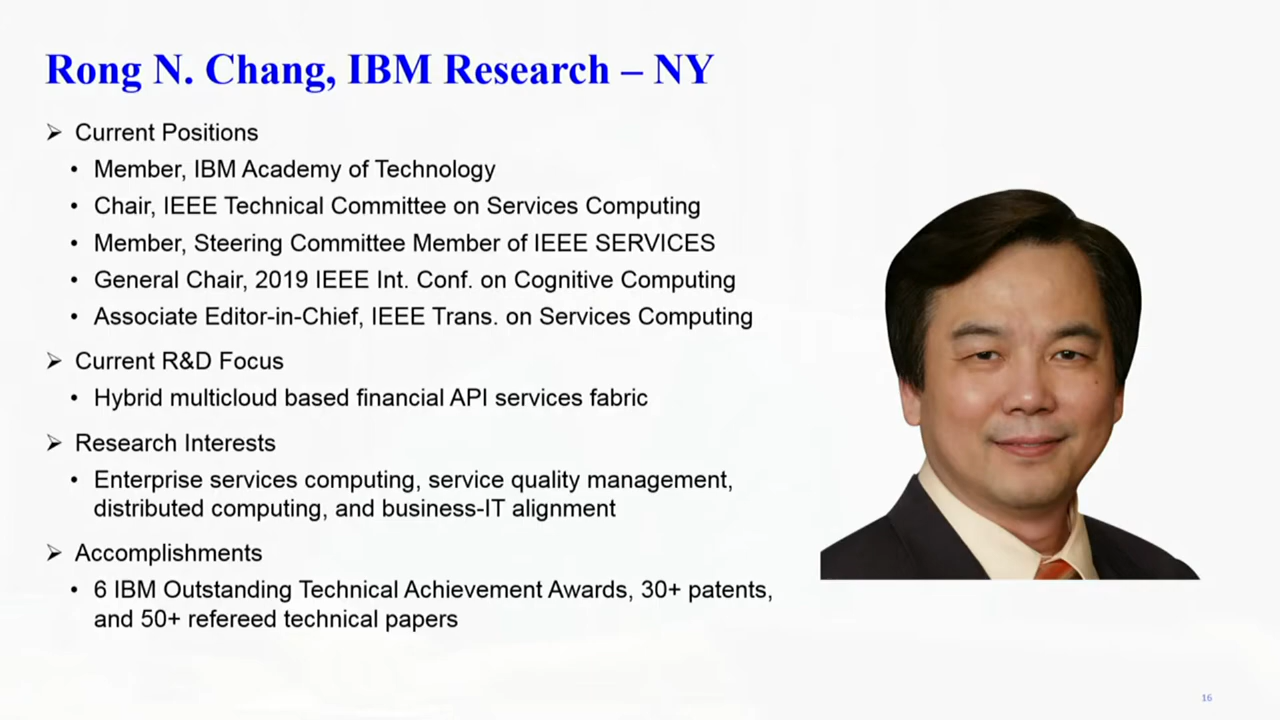 Rong N. Chang, IBM Research – NY
➢ Current Positions
• Member, IBM Academy of Technology
• Chair, IEEE Technical Committee on Services Computing
• Member, Steering Committee Member of IEEE SERVICES
• General Chair, 2019 IEEE Int. Conf. on Cognitive Computing
• Associate Editor-in-Chief, IEEE Trans. on Services Computing
➢ Current R&D Focus
• Hybrid multicloud based financial API services fabric
➢ Research Interests
• Enterprise services computing, service quality management,
distributed computing, and business-IT alignment
➢ Accomplishments
• 6 IBM Outstanding Technical Achievement Awards, 30+ patents,
and 50+ refereed technical papers
16